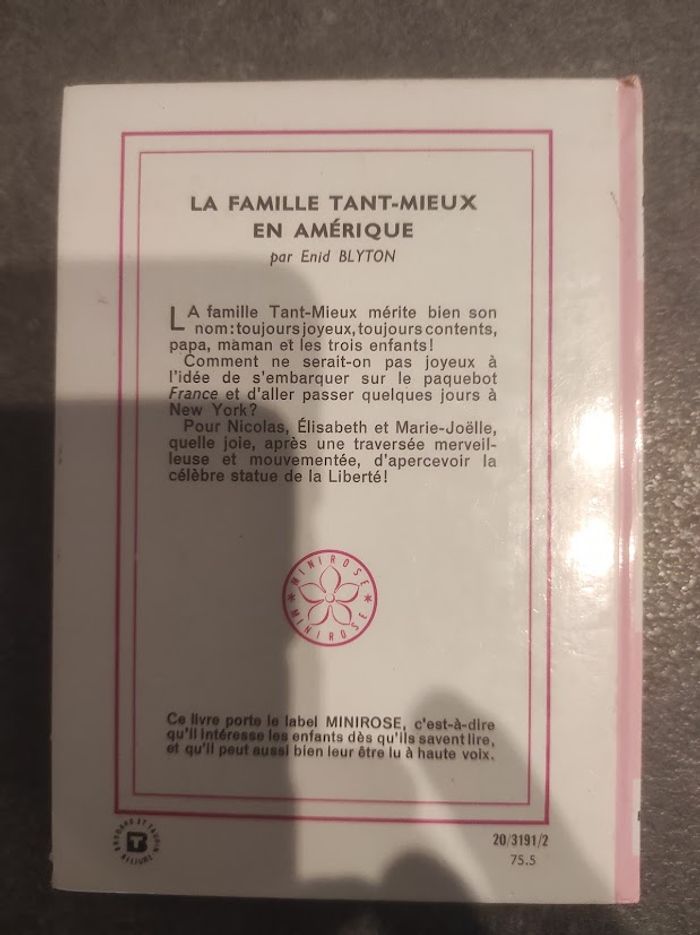 LA FAMILLE TANT-MIEUX
EN AMÉRIQUE
par Enid BLYTON
LA famille Tant-Mieux mérite bien son
nom: toujours joyeux, toujours contents,
papa, maman et les trois enfants!
Comment ne serait-on pas joyeux à
l'idée de s'embarquer sur le paquebot
France et d'aller passer quelques jours à
New York?
Pour Nicolas, Élisabeth et Marie-Joëlle,
quelle joie, après une traversée merveil-
leuse et mouvementée, d'apercevoir la
célèbre statue de la Liberté!
MINIROSE
MINIROSE
Ce livre porte le label MINIROSE, c'est-à-dire
qu'il intéresse les enfants dès qu'ils savent lire,
et qu'il peut aussi bien leur être lu à haute voix.
BRODARD ET TAUPIN
T
RELIURE
20/3191/2
75.5